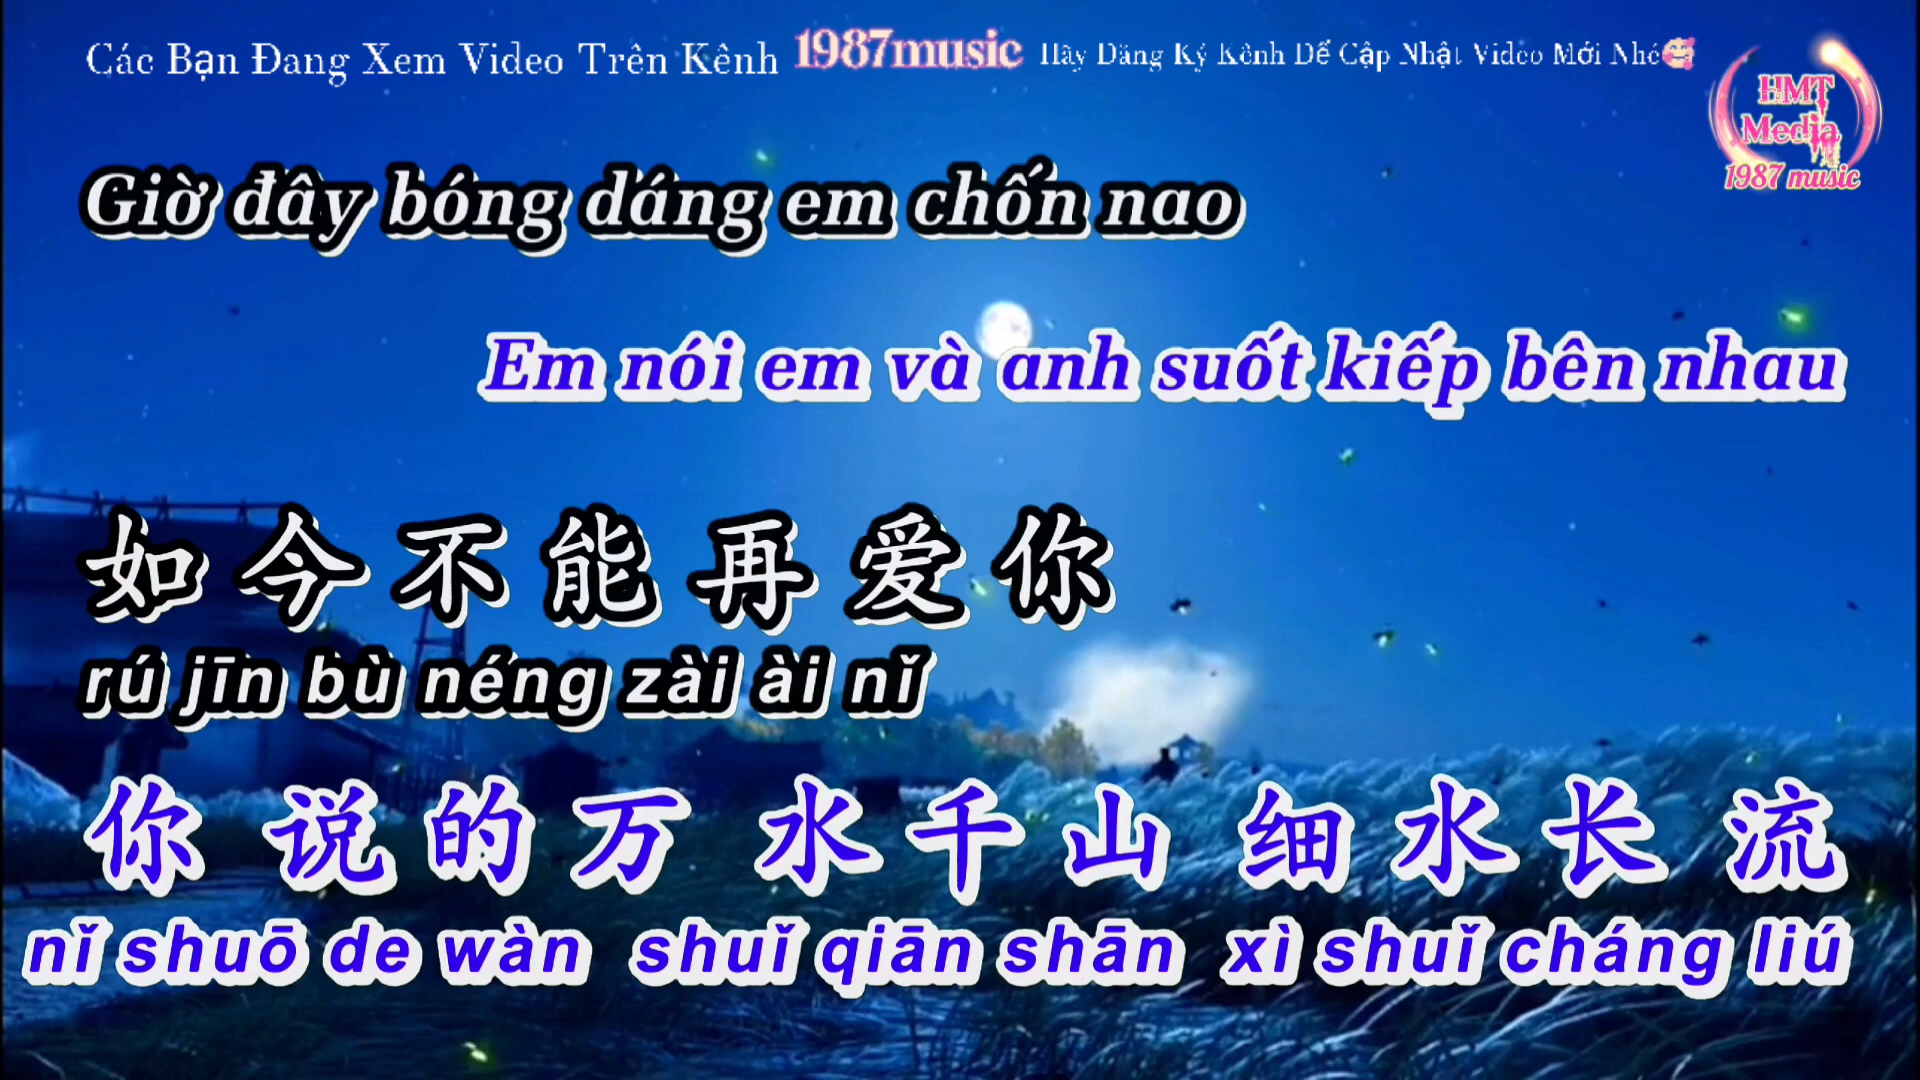 Các Bạn Đang Xem Video Trên Kênh 1987music Hãy Đăng Ký Kênh Để Cập Nhật Video Mới Nhé
HMT
Media
1987 music
Giờ đây bóng dáng em chốn nao
Em nói em và anh suốt kiếp bên nhau
如今不能再爱你
rú jīn bù néng zài ài nǐ
你 说的万 水千山 细水长 流
nǐ shuō de wàn shuǐ qiān shān xì shuǐ cháng liú